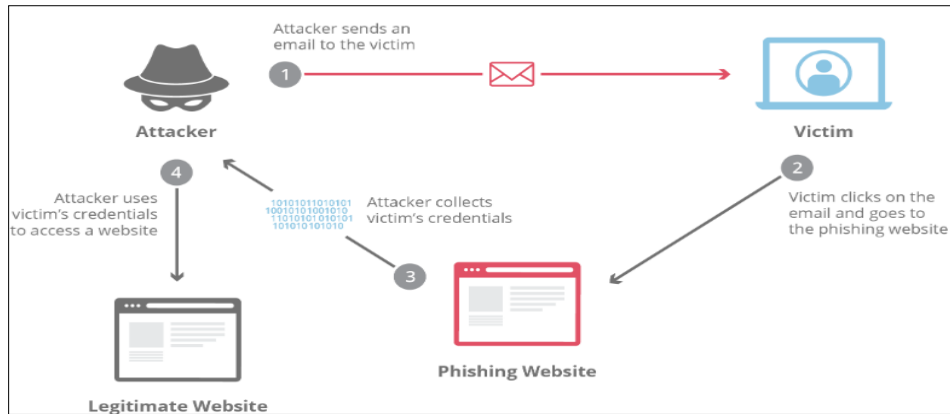 Attacker sends an
email to the victim
1
Attacker
Victim
4
2
Attacker uses
victim's credentials
to access a website
10101011010101
10010101001010
11010101010101
101010101010
Attacker collects
victim's credentials
Victim clicks on the
email and goes to
the phishing website
3
Phishing Website
Legitimate Website